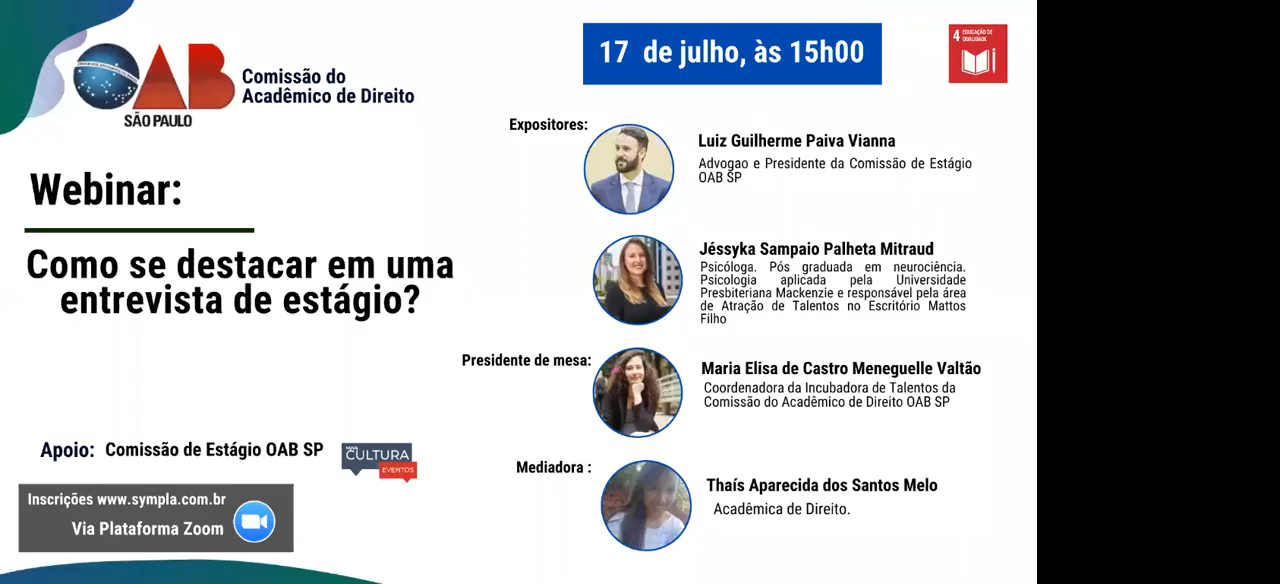 OAB
SÃO PAULO
Comissão do
Acadêmico de Direito
17 de julho, às 15h00
4 EDUCAÇÃO DE
QUALIDADE
Webinar:
Como se destacar em uma
entrevista de estágio?
Expositores:
Luiz Guilherme Paiva Vianna
Advogao e Presidente da Comissão de Estágio
OAB SP
Jéssyka Sampaio Palheta Mitraud
Psicóloga. Pós graduada em neurociência.
Psicologia aplicada pela Universidade
Presbiteriana Mackenzie e responsável pela área
de Atração de Talentos no Escritório Mattos
Filho
Presidente de mesa:
Maria Elisa de Castro Meneguelle Valtão
Coordenadora da Incubadora de Talentos da
Comissão do Acadêmico de Direito OAB SP
Mediadora :
Thaís Aparecida dos Santos Melo
Acadêmica de Direito.
Apoio: Comissão de Estágio OAB SP
NOVA
CULTURA
EVENTOS
Inscrições www.sympla.com.br
Via Plataforma Zoom